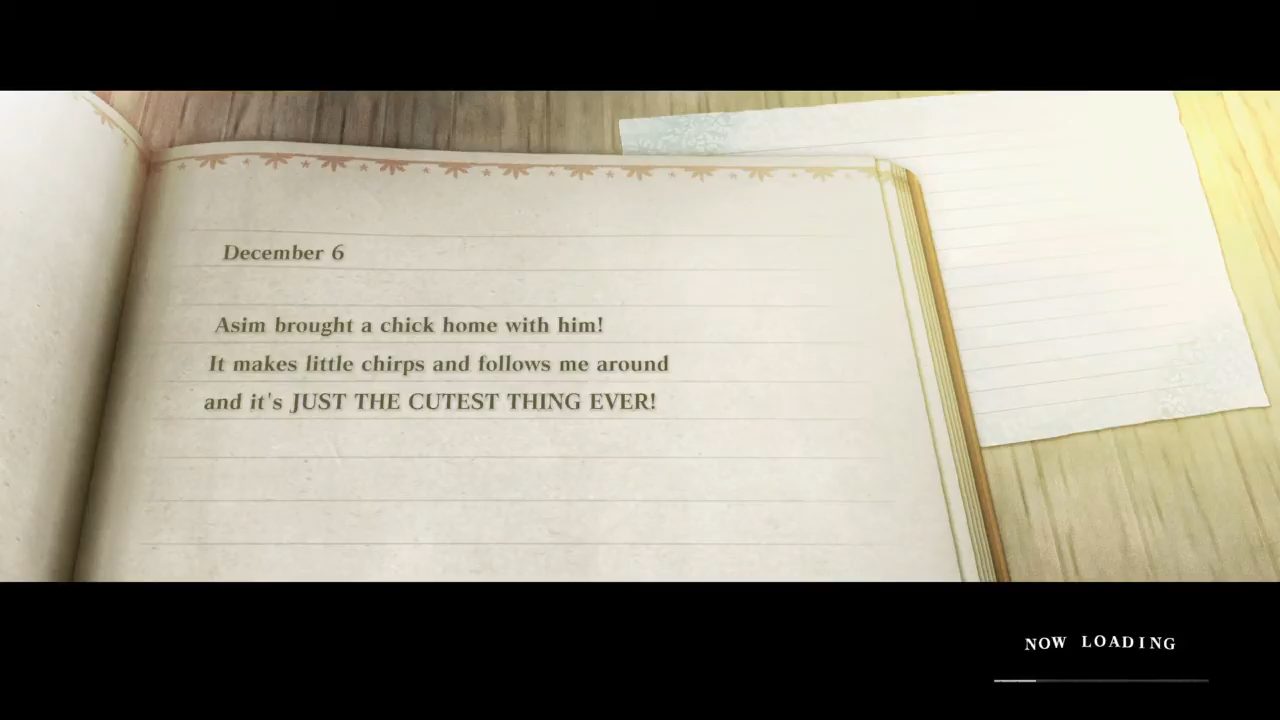 December 6
Asim brought a chick home with him!
It makes little chirps and follows me around
and it's JUST THE CUTEST THING EVER!
NOW LOADING